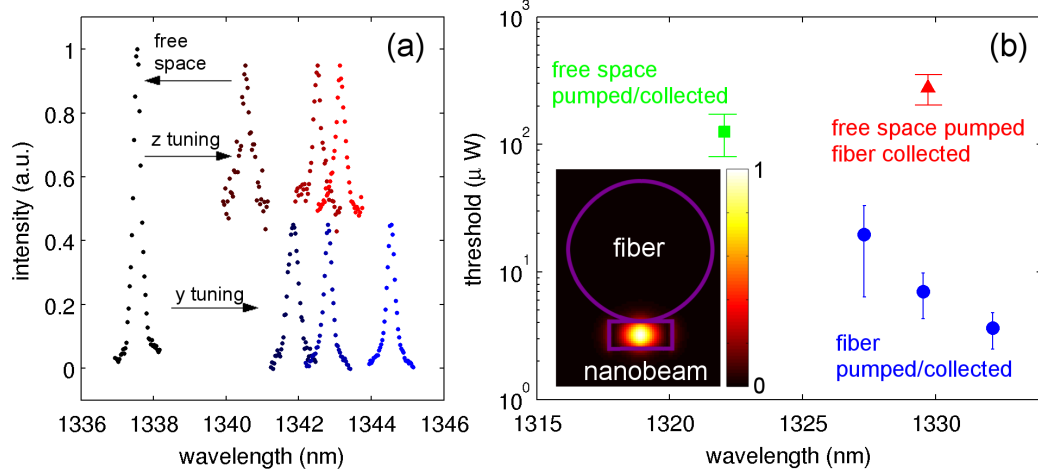 (a)
free
space
z tuning
y tuning
intensity (a.u.)
1
0.8
0.6
0.4
0.2
0
1336
1338
1340
1342
1344
1346
wavelength (nm)
(b)
free space
pumped/collected
free space pumped
fiber collected
fiber
pumped/collected
fiber
nanobeam
1
0
threshold (μ W)
10³
10²
10¹
10⁰
1315
1320
1325
1330
wavelength (nm)